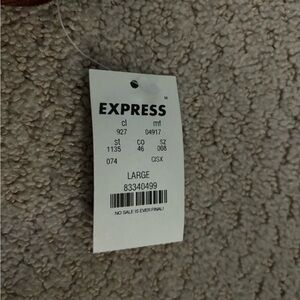 EXPRESS
cl mt
927 04917
st co sz
1135 46 008
074 CISX
LARGE
83340499
NO SALE IS EVER FINAL!